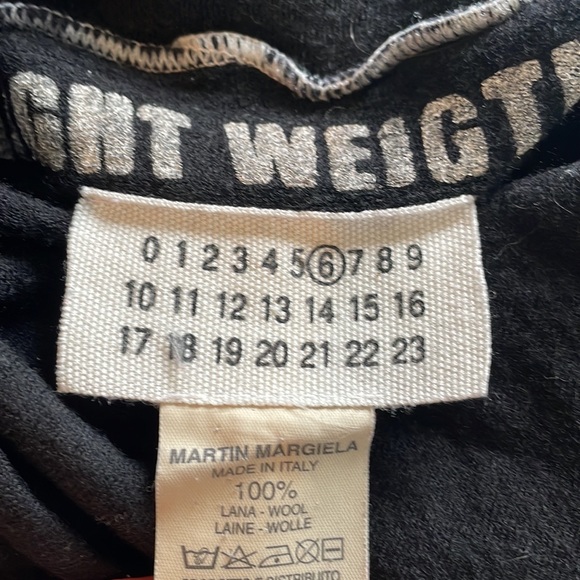 GHT WEIGT
0 1 2 3 4 5 6 7 8 9
10 11 12 13 14 15 16
17 18 19 20 21 22 23
MARTIN MARGIELA
MADE IN ITALY
100%
LANA - WOOL
LAINE - WOLLE